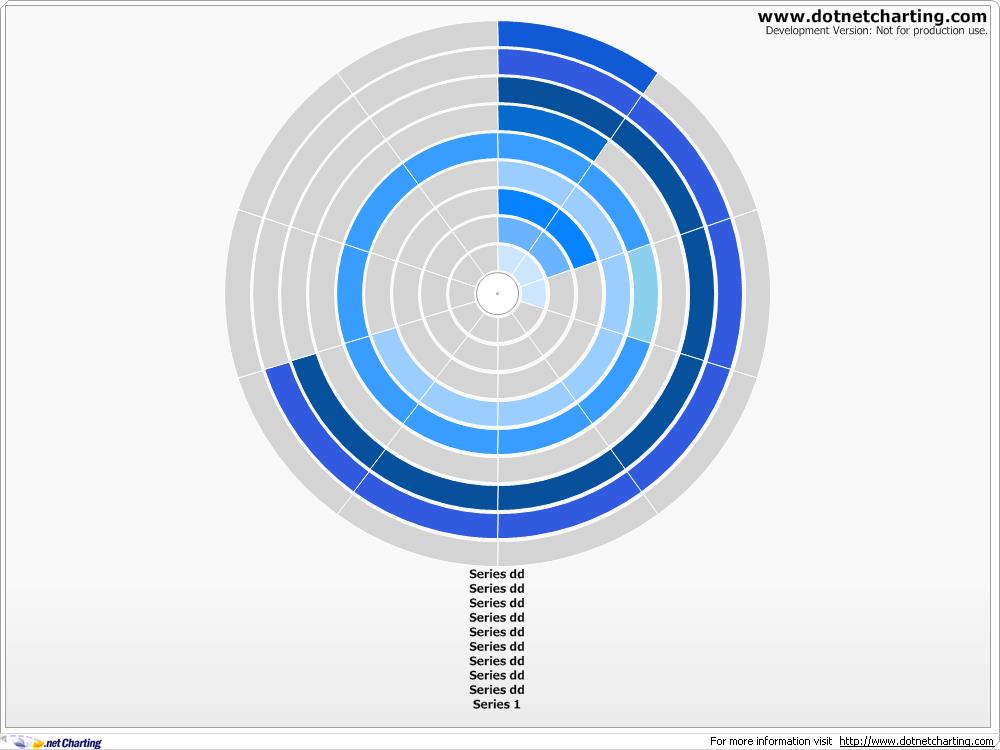 www.dotnetcharting.com
Development Version: Not for production use.
Series dd
Series dd
Series dd
Series dd
Series dd
Series dd
Series dd
Series dd
Series dd
Series 1
.net Charting
For more information visit http://www.dotnetcharting.com